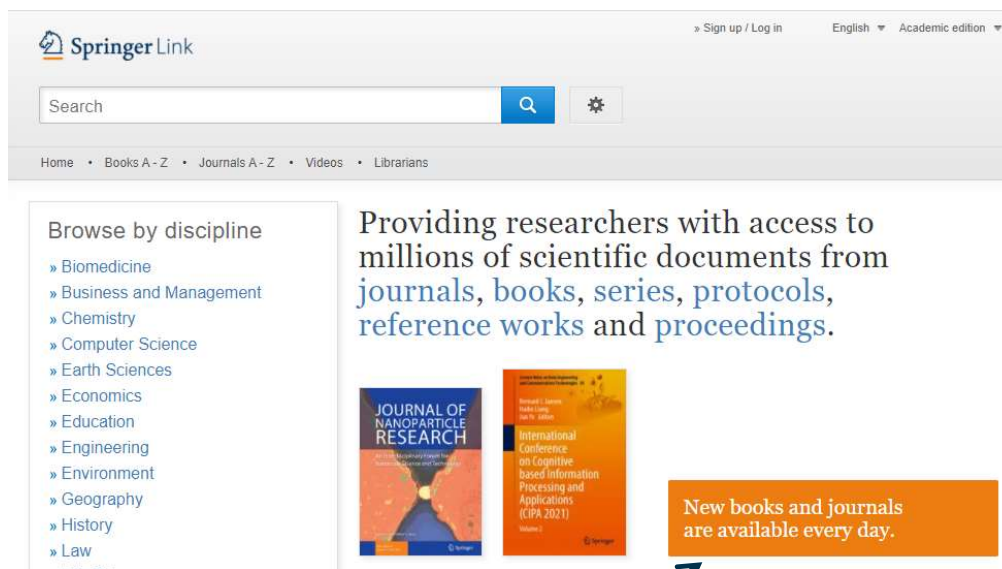 » Sign up / Log in English Academic edition
Springer Link
Search
Home • Books A - Z • Journals A - Z • Videos • Librarians
Browse by discipline
» Biomedicine
» Business and Management
» Chemistry
» Computer Science
» Earth Sciences
» Economics
» Education
» Engineering
» Environment
» Geography
» History
» Law
Providing researchers with access to
millions of scientific documents from
journals, books, series, protocols,
reference works and proceedings.
JOURNAL OF
NANOPARTICLE
RESEARCH
Springer
International
Conference
on Cognitive
based Information
Processing and
Applications
(CIPA 2021)
Volume 2
Springer
New books and journals
are available every day.